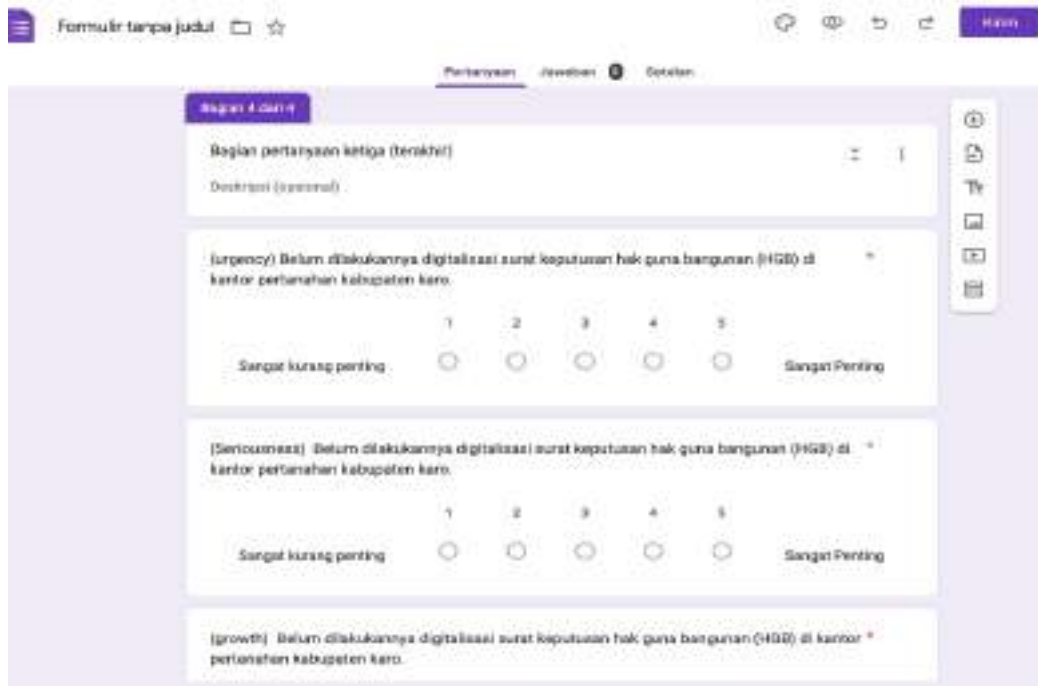 Formulir tanpa judul
Kirim
Pertanyaan Jawaban Setelan
Bagian 4 dari 4
Bagian pertanyaan ketiga (terakhir)
Deskripsi (opsional)
(urgency) Belum dilakukannya digitalisasi surat keputusan hak guna bangunan (HGB) di *
kantor pertanahan kabupaten karo.
1 2 3 4 5
Sangat kurang penting Sangat Penting
(Seriousness) Belum dilakukannya digitalisasi surat keputusan hak guna bangunan (HGB) di *
kantor pertanahan kabupaten karo.
1 2 3 4 5
Sangat kurang penting Sangat Penting
(growth) Belum dilakukannya digitalisasi surat keputusan hak guna bangunan (HGB) di kantor *
pertanahan kabupaten karo.